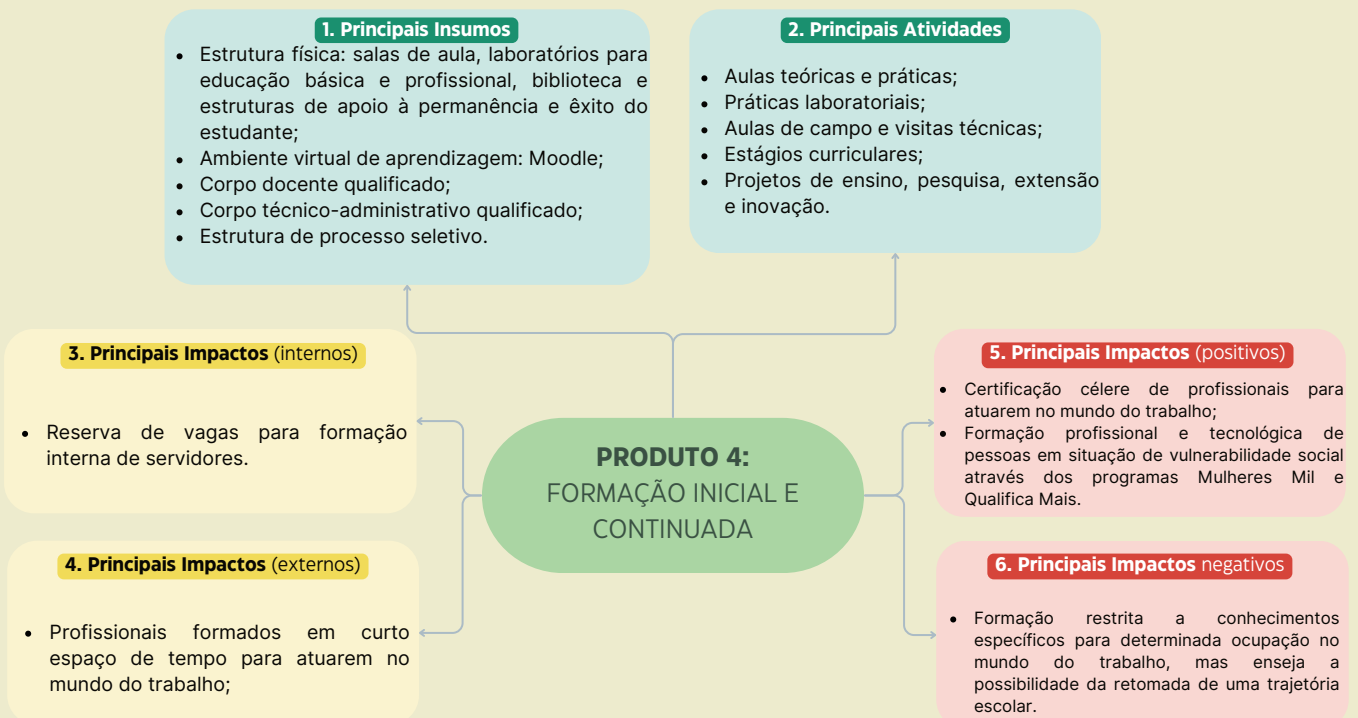 1. Principais Insumos
• Estrutura física: salas de aula, laboratórios para
educação básica e profissional, biblioteca e
estruturas de apoio à permanência e êxito do
estudante;
• Ambiente virtual de aprendizagem: Moodle;
• Corpo docente qualificado;
• Corpo técnico-administrativo qualificado;
• Estrutura de processo seletivo.
2. Principais Atividades
• Aulas teóricas e práticas;
• Práticas laboratoriais;
• Aulas de campo e visitas técnicas;
• Estágios curriculares;
• Projetos de ensino, pesquisa, extensão
e inovação.
3. Principais Impactos (internos)
• Reserva de vagas para formação
interna de servidores.
4. Principais Impactos (externos)
• Profissionais formados em curto
espaço de tempo para atuarem no
mundo do trabalho;
PRODUTO 4:
FORMAÇÃO INICIAL E
CONTINUADA
5. Principais Impactos (positivos)
• Certificação célere de profissionais para
atuarem no mundo do trabalho;
• Formação profissional e tecnológica de
pessoas em situação de vulnerabilidade social
através dos programas Mulheres Mil e
Qualifica Mais.
6. Principais Impactos negativos
• Formação restrita a conhecimentos
específicos para determinada ocupação no
mundo do trabalho, mas enseja a
possibilidade da retomada de uma trajetória
escolar.